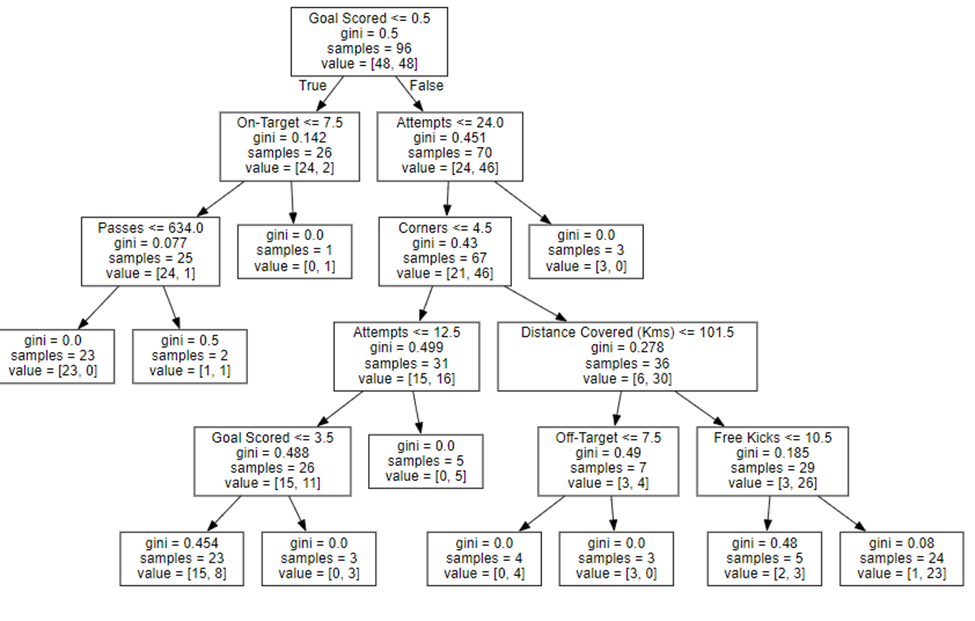 Goal Scored <= 0.5
gini = 0.5
samples = 96
value = [48, 48]
True
False
On-Target <= 7.5
gini = 0.142
samples = 26
value = [24, 2]
Attempts <= 24.0
gini = 0.451
samples = 70
value = [24, 46]
Passes <= 634.0
gini = 0.077
samples = 25
value = [24, 1]
gini = 0.0
samples = 1
value = [0, 1]
Corners <= 4.5
gini = 0.43
samples = 67
value = [21, 46]
gini = 0.0
samples = 3
value = [3, 0]
gini = 0.0
samples = 23
value = [23, 0]
gini = 0.5
samples = 2
value = [1, 1]
Attempts <= 12.5
gini = 0.499
samples = 31
value = [15, 16]
Distance Covered (Kms) <= 101.5
gini = 0.278
samples = 36
value = [6, 30]
Goal Scored <= 3.5
gini = 0.488
samples = 26
value = [15, 11]
gini = 0.0
samples = 5
value = [0, 5]
Off-Target <= 7.5
gini = 0.49
samples = 7
value = [3, 4]
Free Kicks <= 10.5
gini = 0.185
samples = 29
value = [3, 26]
gini = 0.454
samples = 23
value = [15, 8]
gini = 0.0
samples = 3
value = [0, 3]
gini = 0.0
samples = 4
value = [0, 4]
gini = 0.0
samples = 3
value = [3, 0]
gini = 0.48
samples = 5
value = [2, 3]
gini = 0.08
samples = 24
value = [1, 23]